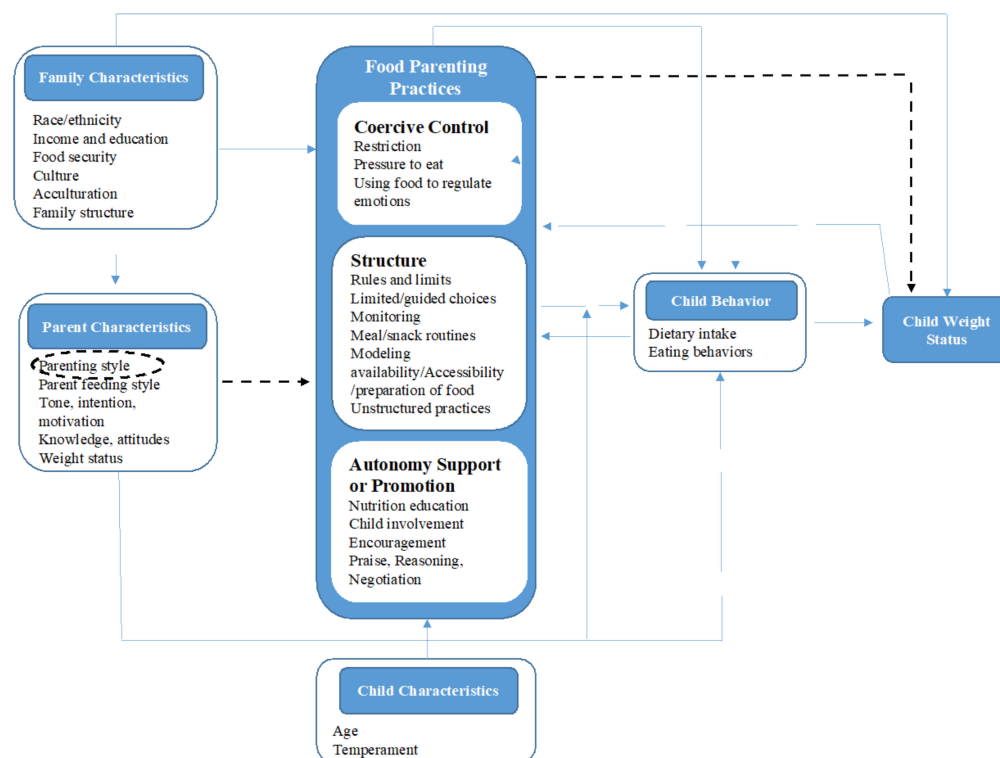 Family Characteristics
Race/ethnicity
Income and education
Food security
Culture
Acculturation
Family structure
Parent Characteristics
Parenting style
Parent feeding style
Tone, intention,
motivation
Knowledge, attitudes
Weight status
Food Parenting
Practices
Coercive Control
Restriction
Pressure to eat
Using food to regulate
emotions
Structure
Rules and limits
Limited/guided choices
Monitoring
Meal/snack routines
Modeling
availability/Accessibility
/preparation of food
Unstructured practices
Autonomy Support
or Promotion
Nutrition education
Child involvement
Encouragement
Praise, Reasoning,
Negotiation
Child Characteristics
Age
Temperament
Child Behavior
Dietary intake
Eating behaviors
Child Weight
Status